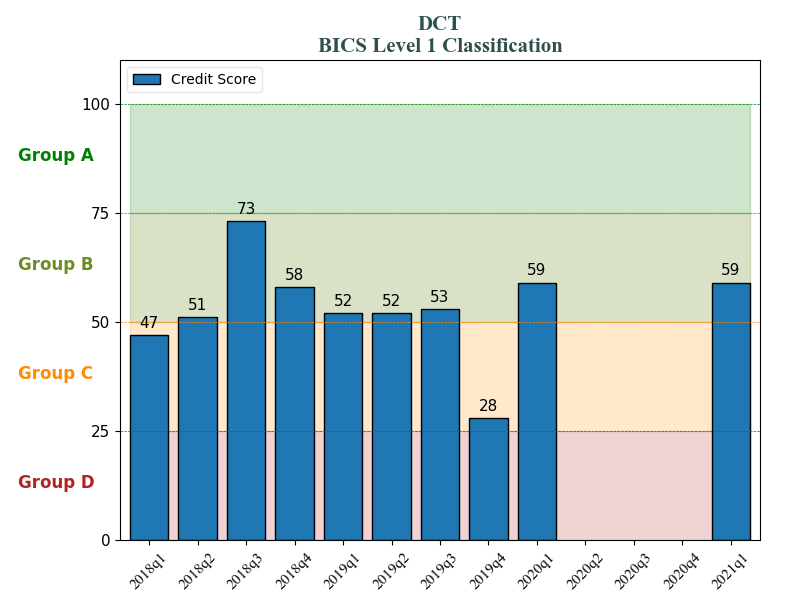 DCT
BICS Level 1 Classification
Credit Score
100
75
50
25
0
Group A
Group B
Group C
Group D
47
51
73
58
52
52
53
28
59
59
2018q1
2018q2
2018q3
2018q4
2019q1
2019q2
2019q3
2019q4
2020q1
2020q2
2020q3
2020q4
2021q1